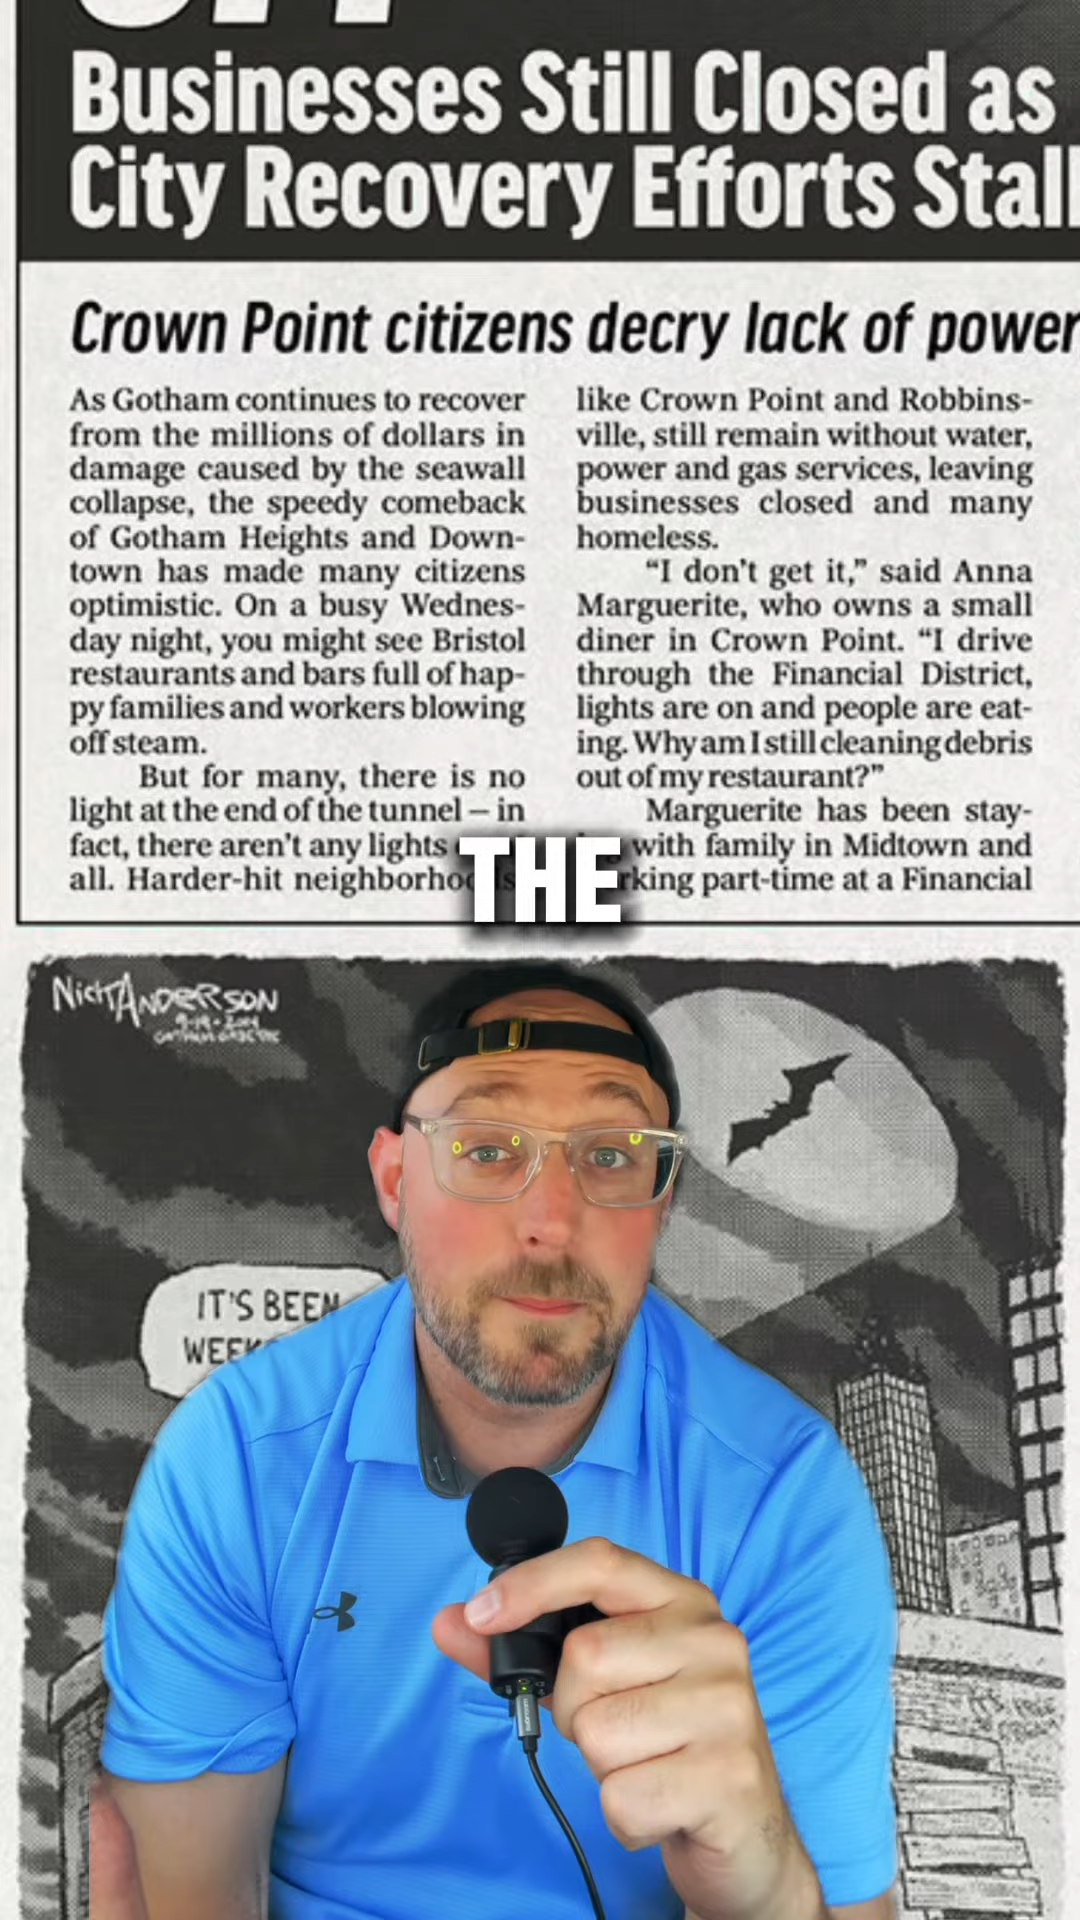 Businesses Still Closed as
City Recovery Efforts Stall
Crown Point citizens decry lack of power
As Gotham continues to recover
from the millions of dollars in
damage caused by the seawall
collapse, the speedy comeback
of Gotham Heights and Down-
town has made many citizens
optimistic. On a busy Wednes-
day night, you might see Bristol
restaurants and bars full of hap-
py families and workers blowing
off steam.
But for many, there is no
light at the end of the tunnel – in
fact, there aren't any lights
all. Harder-hit neighborho
like Crown Point and Robbins-
ville, still remain without water,
power and gas services, leaving
businesses closed and many
homeless.
“I don’t get it,” said Anna
Marguerite, who owns a small
diner in Crown Point. “I drive
through the Financial District,
lights are on and people are eat-
ing. Why am I still cleaning debris
out of my restaurant?”
Marguerite has been stay-
with family in Midtown and
rking part-time at a Financial
THE
Nick Anderson
IT'S BEEN